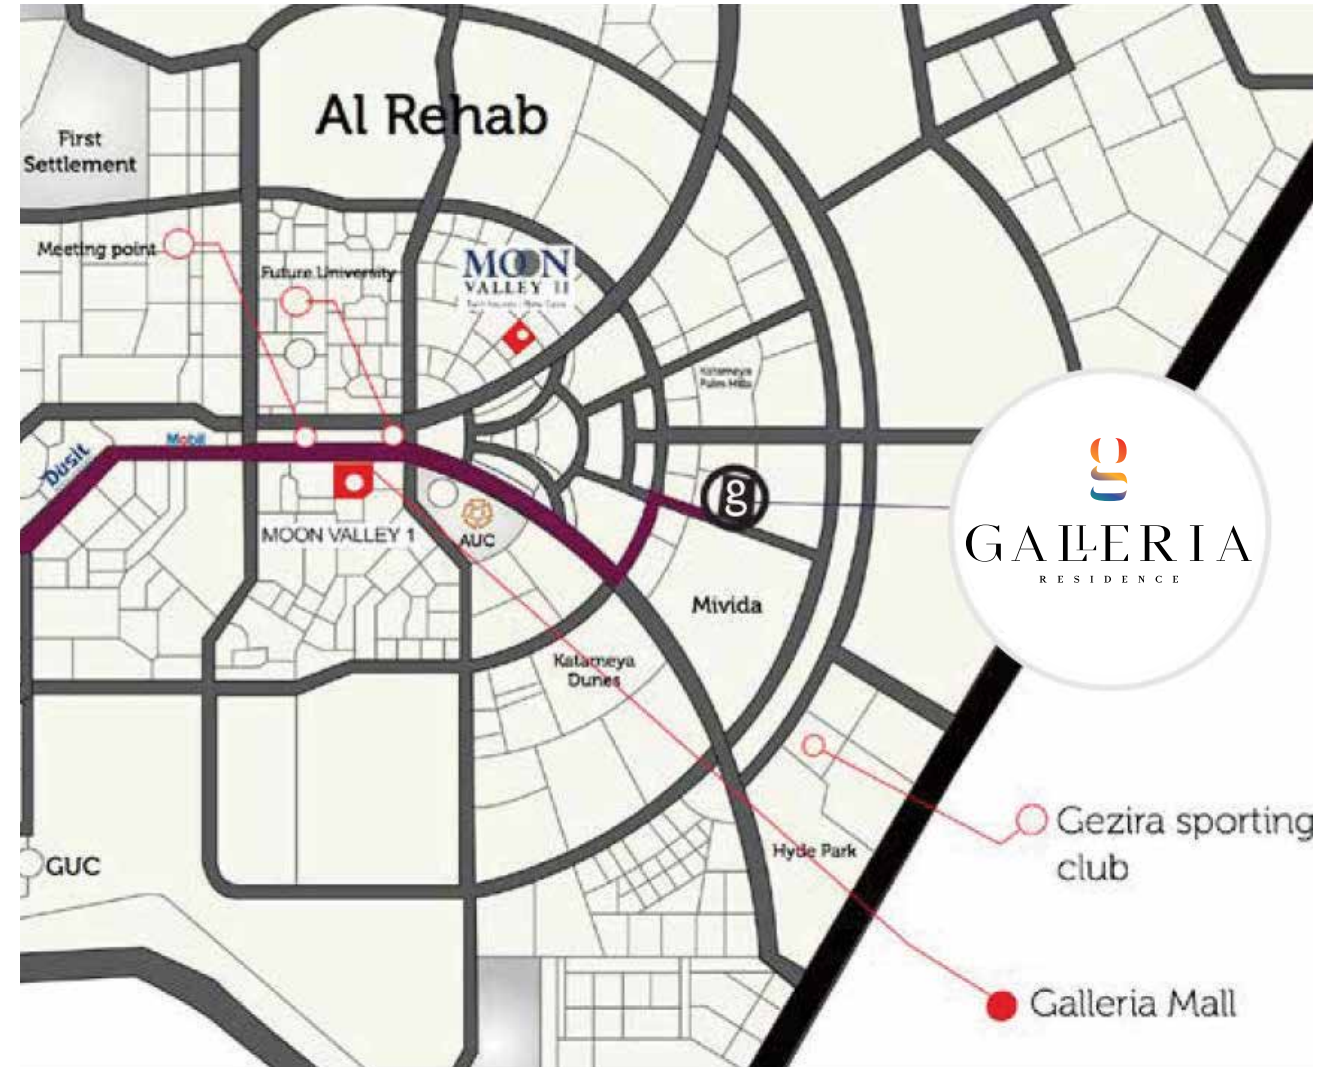 Al Rehab
First
Settlement
Meeting point
Future University
MOON
VALLEY II
Katameya
Palm Hills
Dusit
Mobil
g
g
GALLERIA
RESIDENCE
MOON VALLEY 1
AUC
Mivida
Katameya
Dunes
Gezira sporting
club
Hyde Park
GUC
Galleria Mall